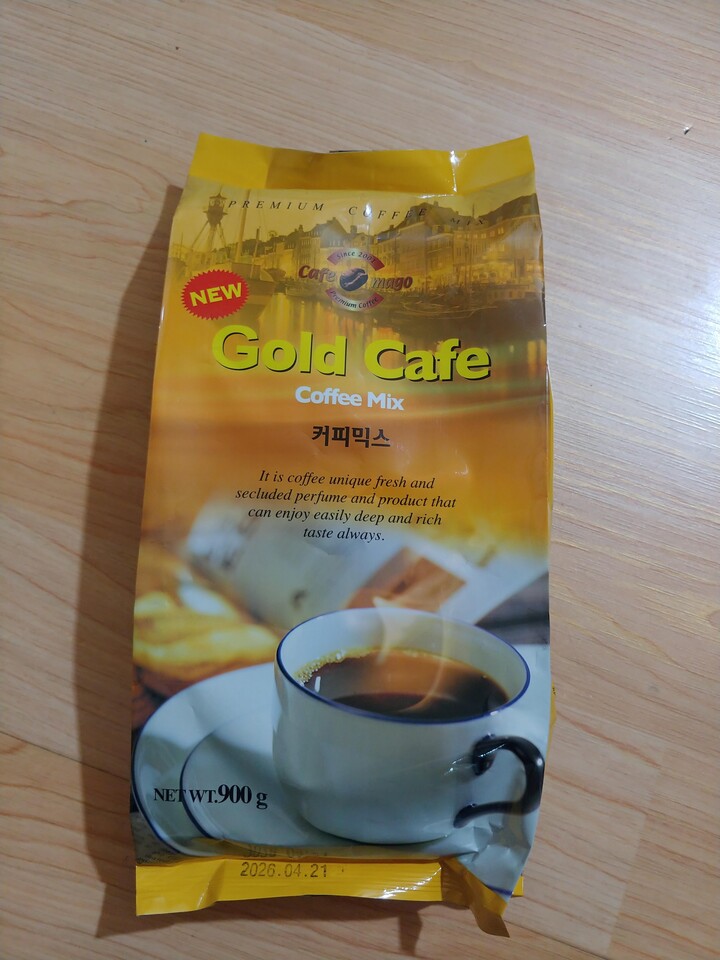 PREMIUM COFFEE MIX
Since 2001
Cafe mago
Premium Coffee
NEW
Gold Cafe
Coffee Mix
커피믹스
It is coffee unique fresh and
secluded perfume and product that
can enjoy easily deep and rich
taste always.
NET WT.900 g
2026.04.21